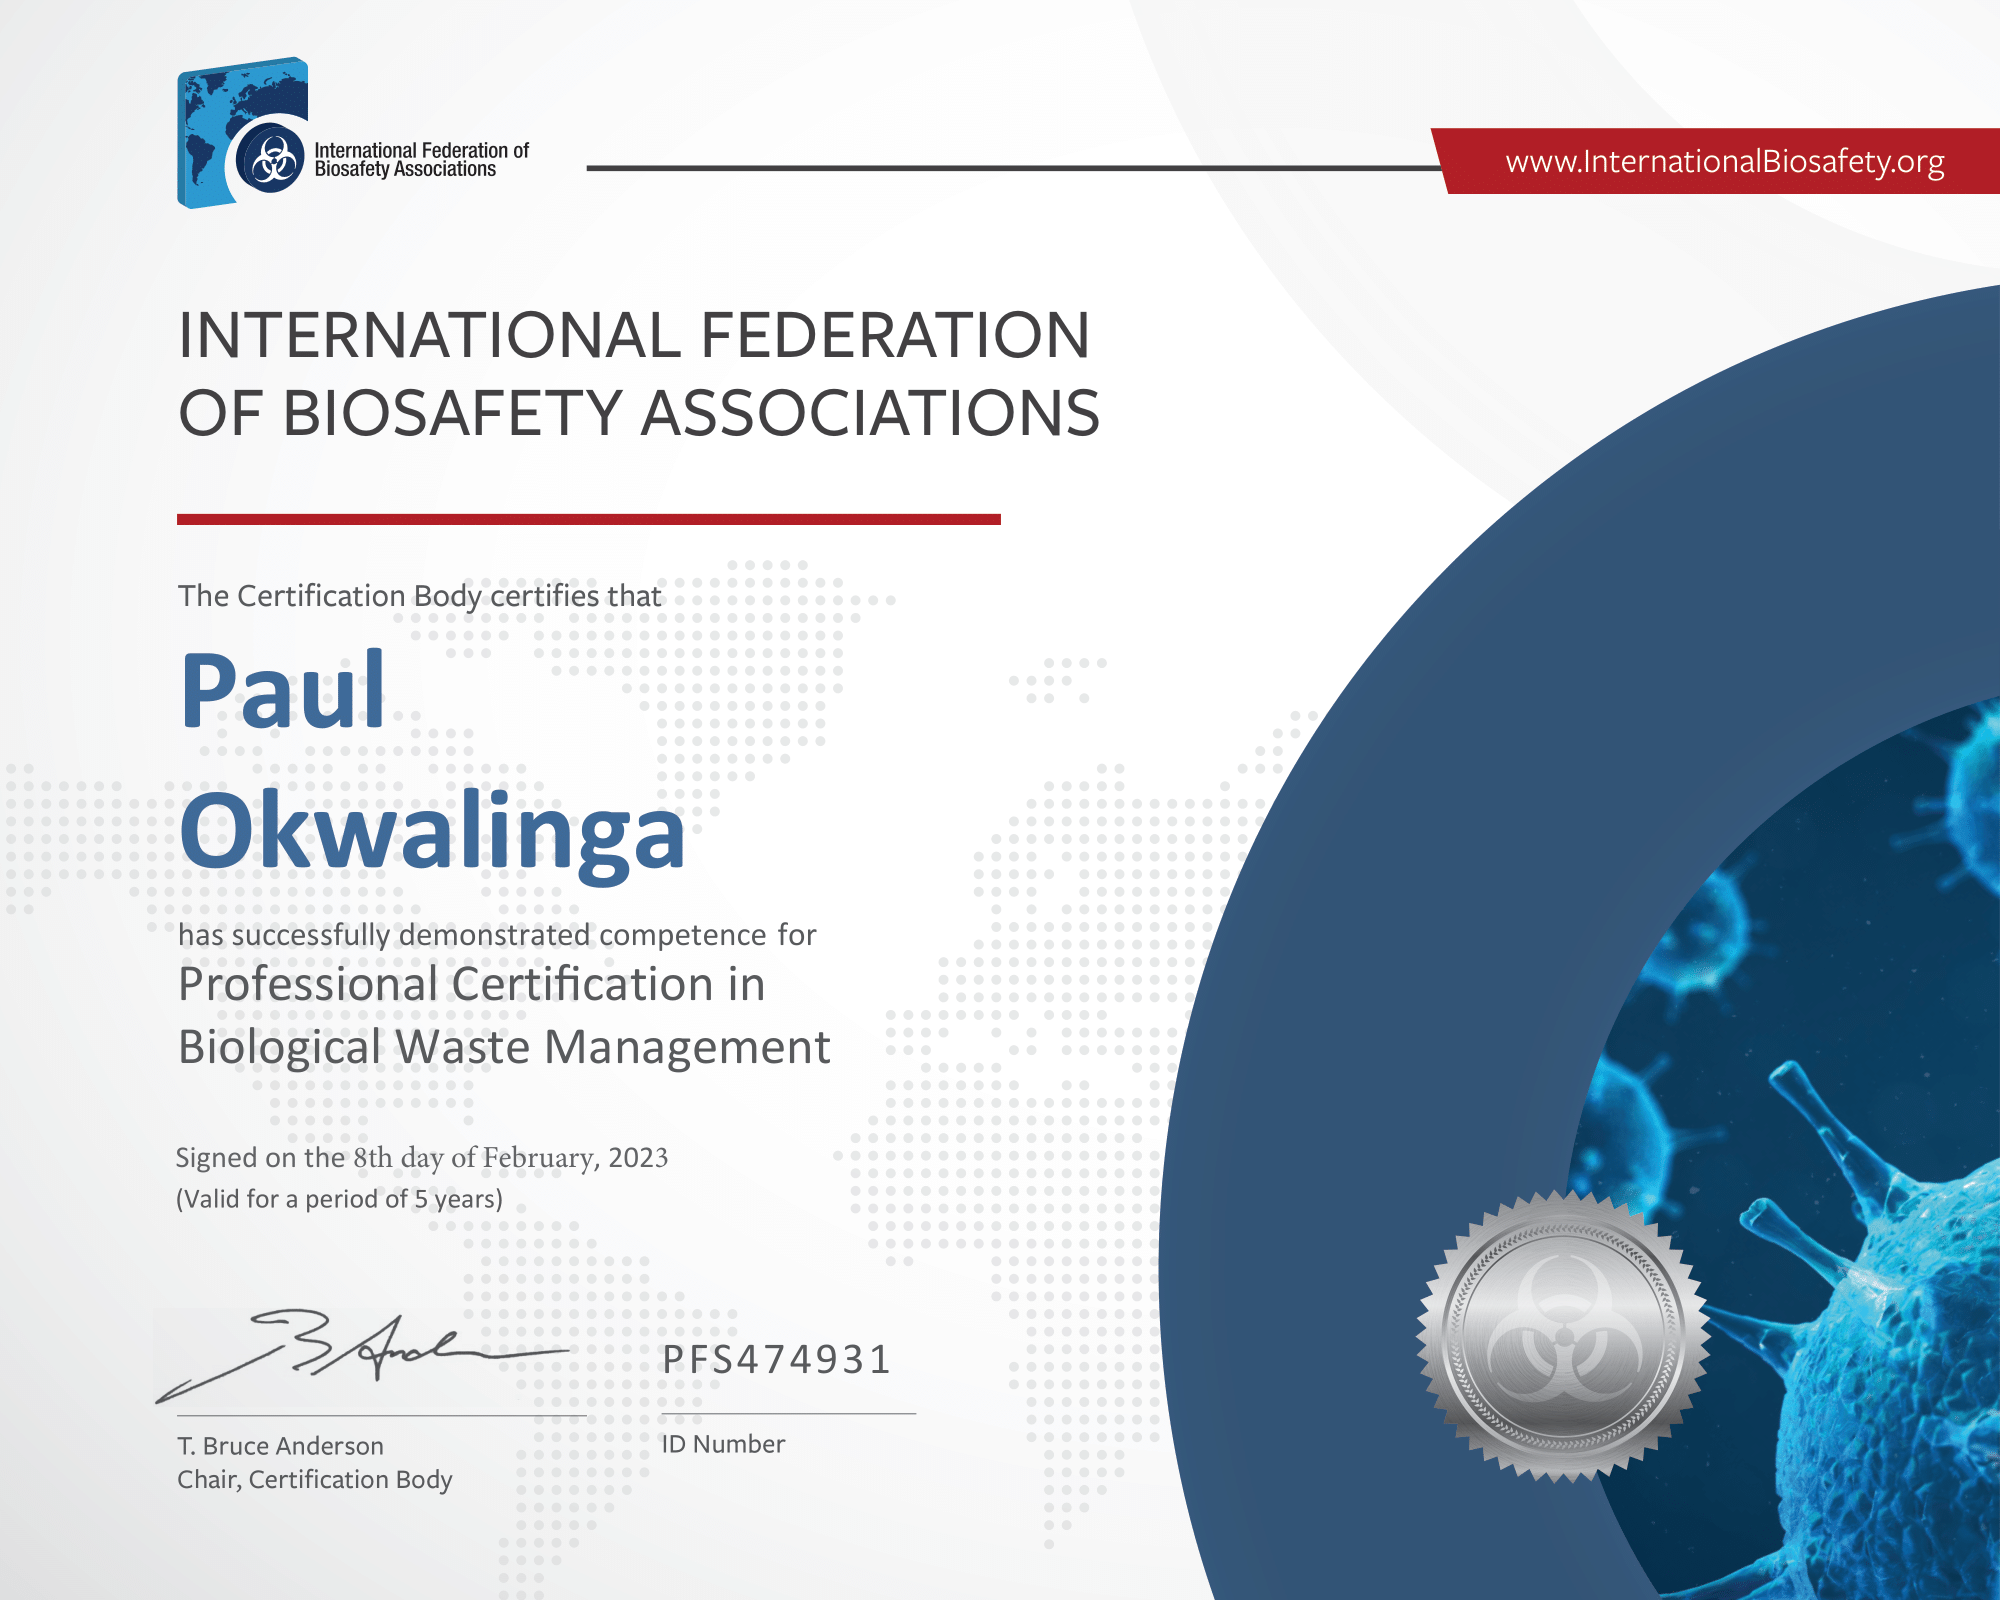 International Federation of
Biosafety Associations
www.InternationalBiosafety.org
INTERNATIONAL FEDERATION
OF BIOSAFETY ASSOCIATIONS
The Certification Body certifies that
Paul
Okwalinga
has successfully demonstrated competence for
Professional Certification in
Biological Waste Management
Signed on the 8th day of February, 2023
(Valid for a period of 5 years)
PFS474931
T. Bruce Anderson
Chair, Certification Body
ID Number